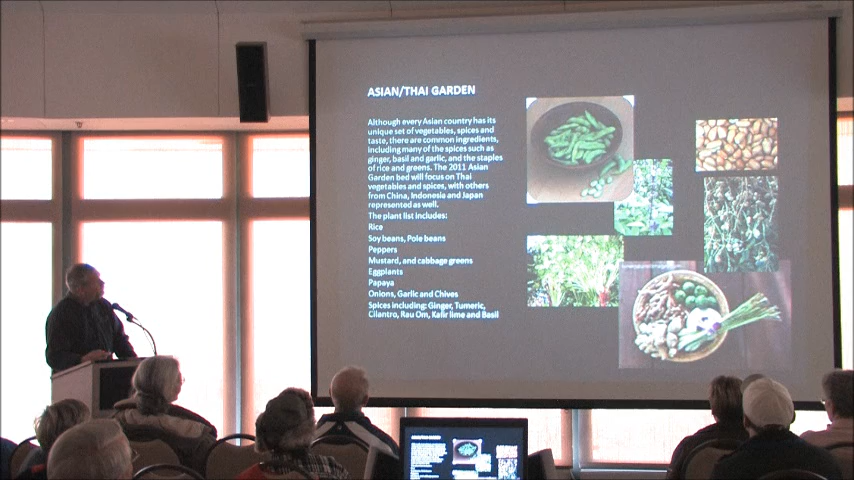 ASIAN/THAI GARDEN
Although every Asian country has its
unique set of vegetables, spices and
taste, there are common ingredients,
including many of the spices such as
ginger, basil and garlic, and the staples
of rice and greens. The 2011 Asian
Garden bed will focus on Thai
vegetables and spices, with others
from China, Indonesie and Japan
represented as well.
The plant list includes:
Rice
Soy beans, Pole beans
Peppers
Mustard, and cabbage greens
Eggplants
Papaya
Onions, Garlic and Chives
Spices including: Ginger, Tumeric,
Cilantro, Rau Om, Kafir lime and Basil
ASIAN/THAI GARDEN